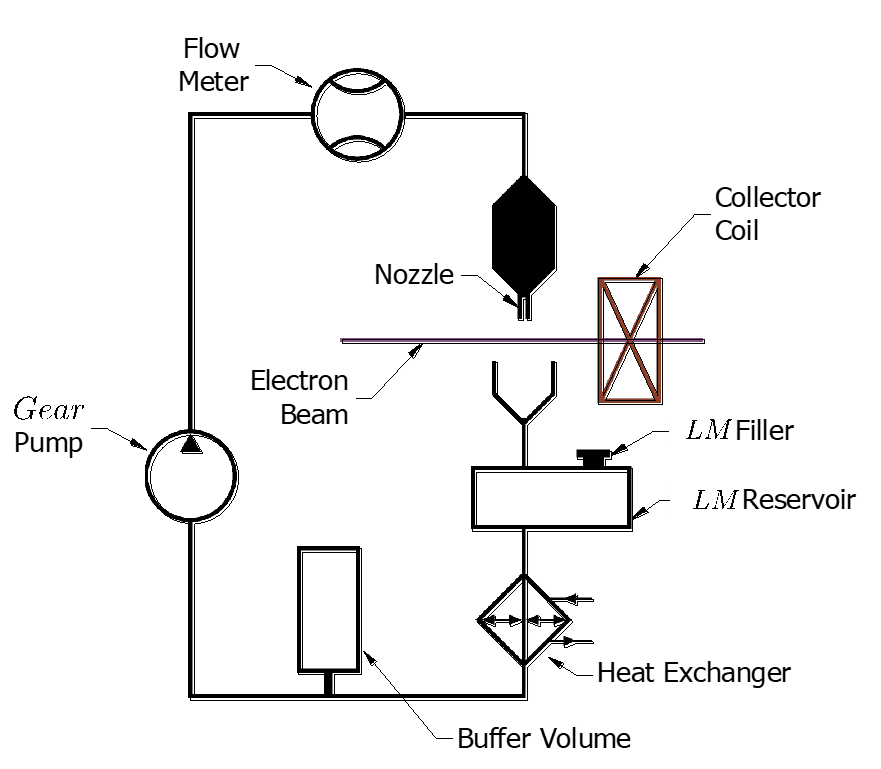 Flow
Meter
Collector
Coil
Nozzle
Electron
Beam
Gear
Pump
LM Filler
LM Reservoir
Heat Exchanger
Buffer Volume